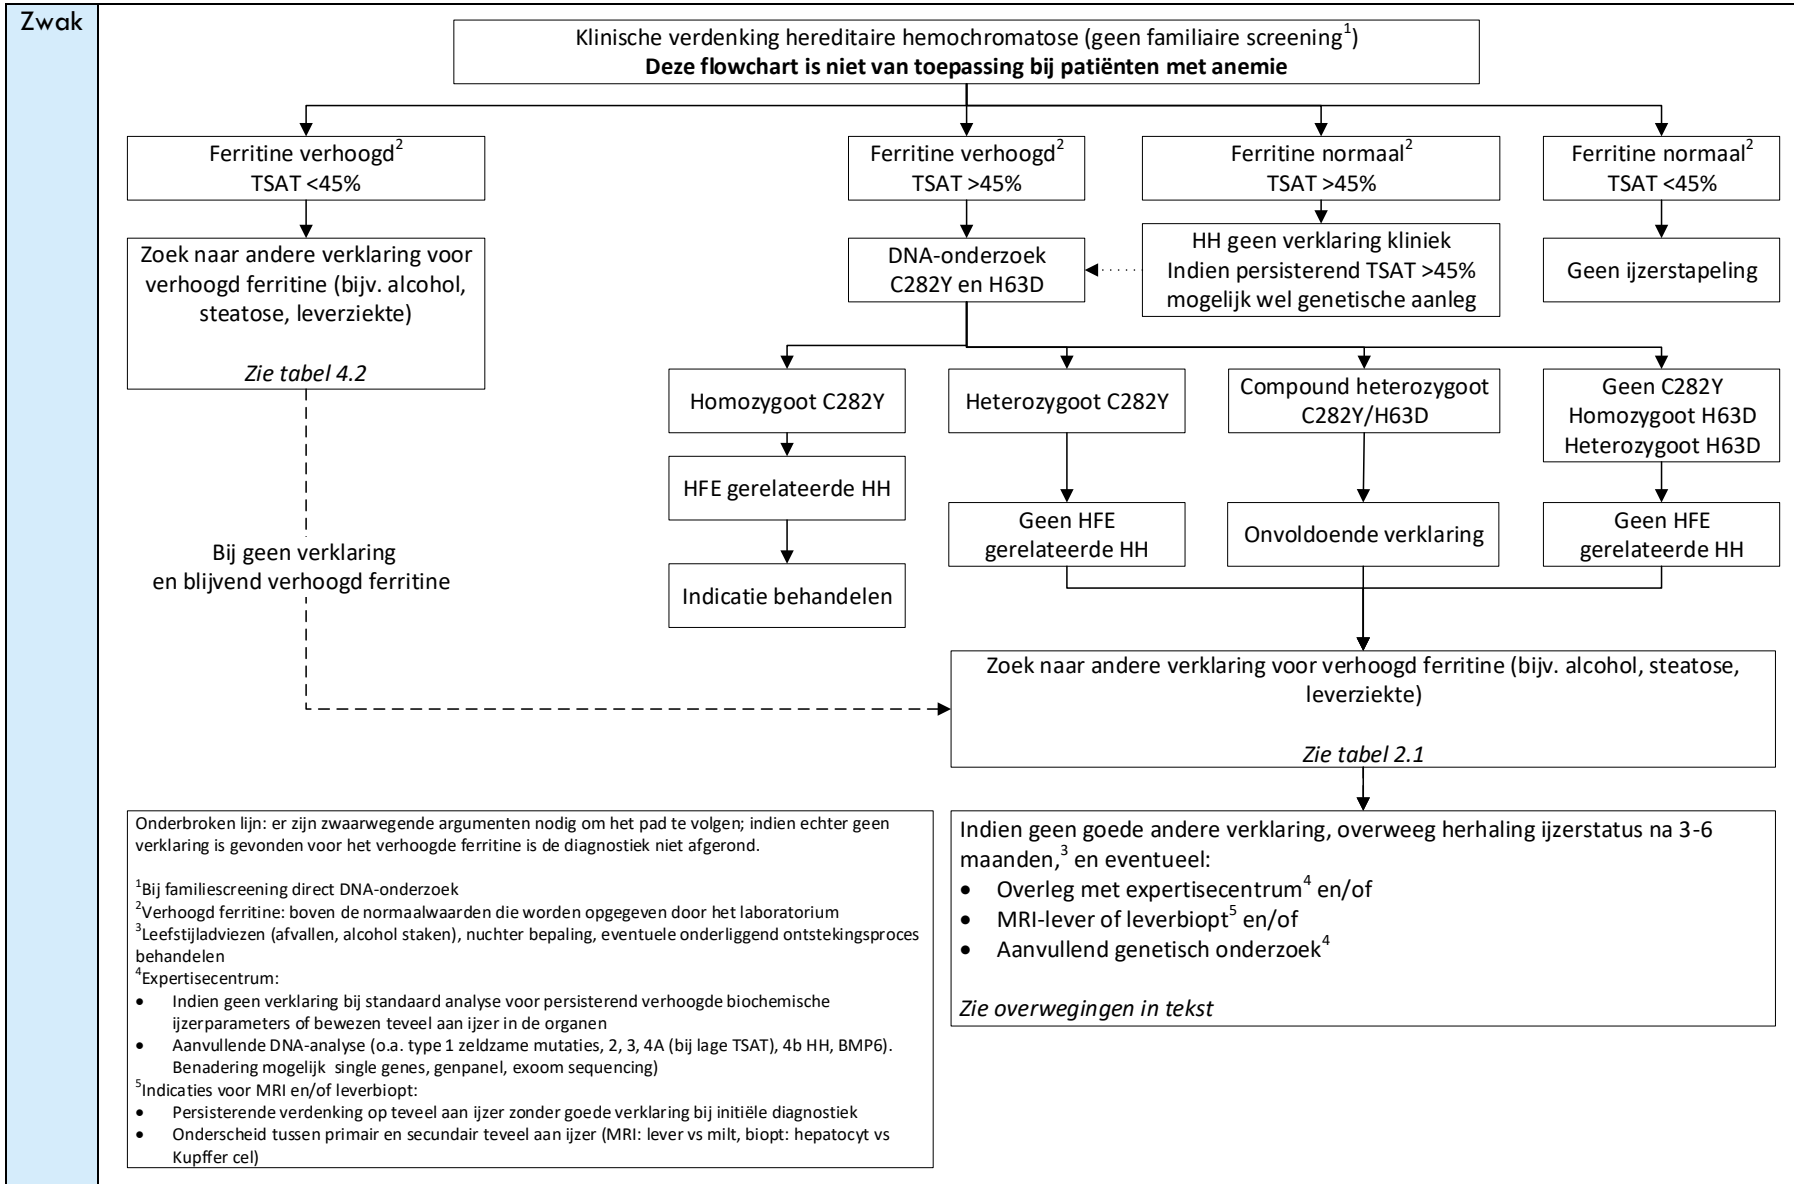 Zwak
Klinische verdenking hereditaire hemochromatose (geen familiaire screening¹)
Deze flowchart is niet van toepassing bij patiënten met anemie
Ferritine verhoogd²
TSAT <45%
Ferritine verhoogd²
TSAT >45%
Ferritine normaal²
TSAT >45%
Ferritine normaal²
TSAT <45%
Zoek naar andere verklaring voor
verhoogd ferritine (bijv. alcohol,
steatose, leverziekte)
Zie tabel 4.2
DNA-onderzoek
C282Y en H63D
HH geen verklaring kliniek
Indien persisterend TSAT >45%
mogelijk wel genetische aanleg
Geen ijzerstapeling
Homozygoot C282Y
Heterozygoot C282Y
Compound heterozygoot
C282Y/H63D
Geen C282Y
Homozygoot H63D
Heterozygoot H63D
HFE gerelateerde HH
Geen HFE
gerelateerde HH
Onvoldoende verklaring
Geen HFE
gerelateerde HH
Indicatie behandelen
Bij geen verklaring
en blijvend verhoogd ferritine
Zoek naar andere verklaring voor verhoogd ferritine (bijv. alcohol, steatose,
leverziekte)
Zie tabel 2.1
Indien geen goede andere verklaring, overweeg herhaling ijzerstatus na 3-6
maanden,³ en eventueel:
• Overleg met expertisecentrum⁴ en/of
• MRI-lever of leverbiopt⁵ en/of
• Aanvullend genetisch onderzoek⁴
Zie overwegingen in tekst
Onderbroken lijn: er zijn zwaarwegende argumenten nodig om het pad te volgen; indien echter geen
verklaring is gevonden voor het verhoogde ferritine is de diagnostiek niet afgerond.
¹Bij familiescreening direct DNA-onderzoek
²Verhoogd ferritine: boven de normaalwaarden die worden opgegeven door het laboratorium
³Leefstijladviezen (afvallen, alcohol staken), nuchter bepaling, eventuele onderliggend ontstekingsproces
behandelen
⁴Expertisecentrum:
• Indien geen verklaring bij standaard analyse voor persisterend verhoogde biochemische
ijzerparameters of bewezen teveel aan ijzer in de organen
• Aanvullende DNA-analyse (o.a. type 1 zeldzame mutaties, 2, 3, 4A (bij lage TSAT), 4b HH, BMP6).
Benadering mogelijk single genes, genpanel, exoom sequencing)
⁵Indicaties voor MRI en/of leverbiopt:
• Persisterende verdenking op teveel aan ijzer zonder goede verklaring bij initiële diagnostiek
• Onderscheid tussen primair en secundair teveel aan ijzer (MRI: lever vs milt, biopt: hepatocyt vs
Kupffer cel)